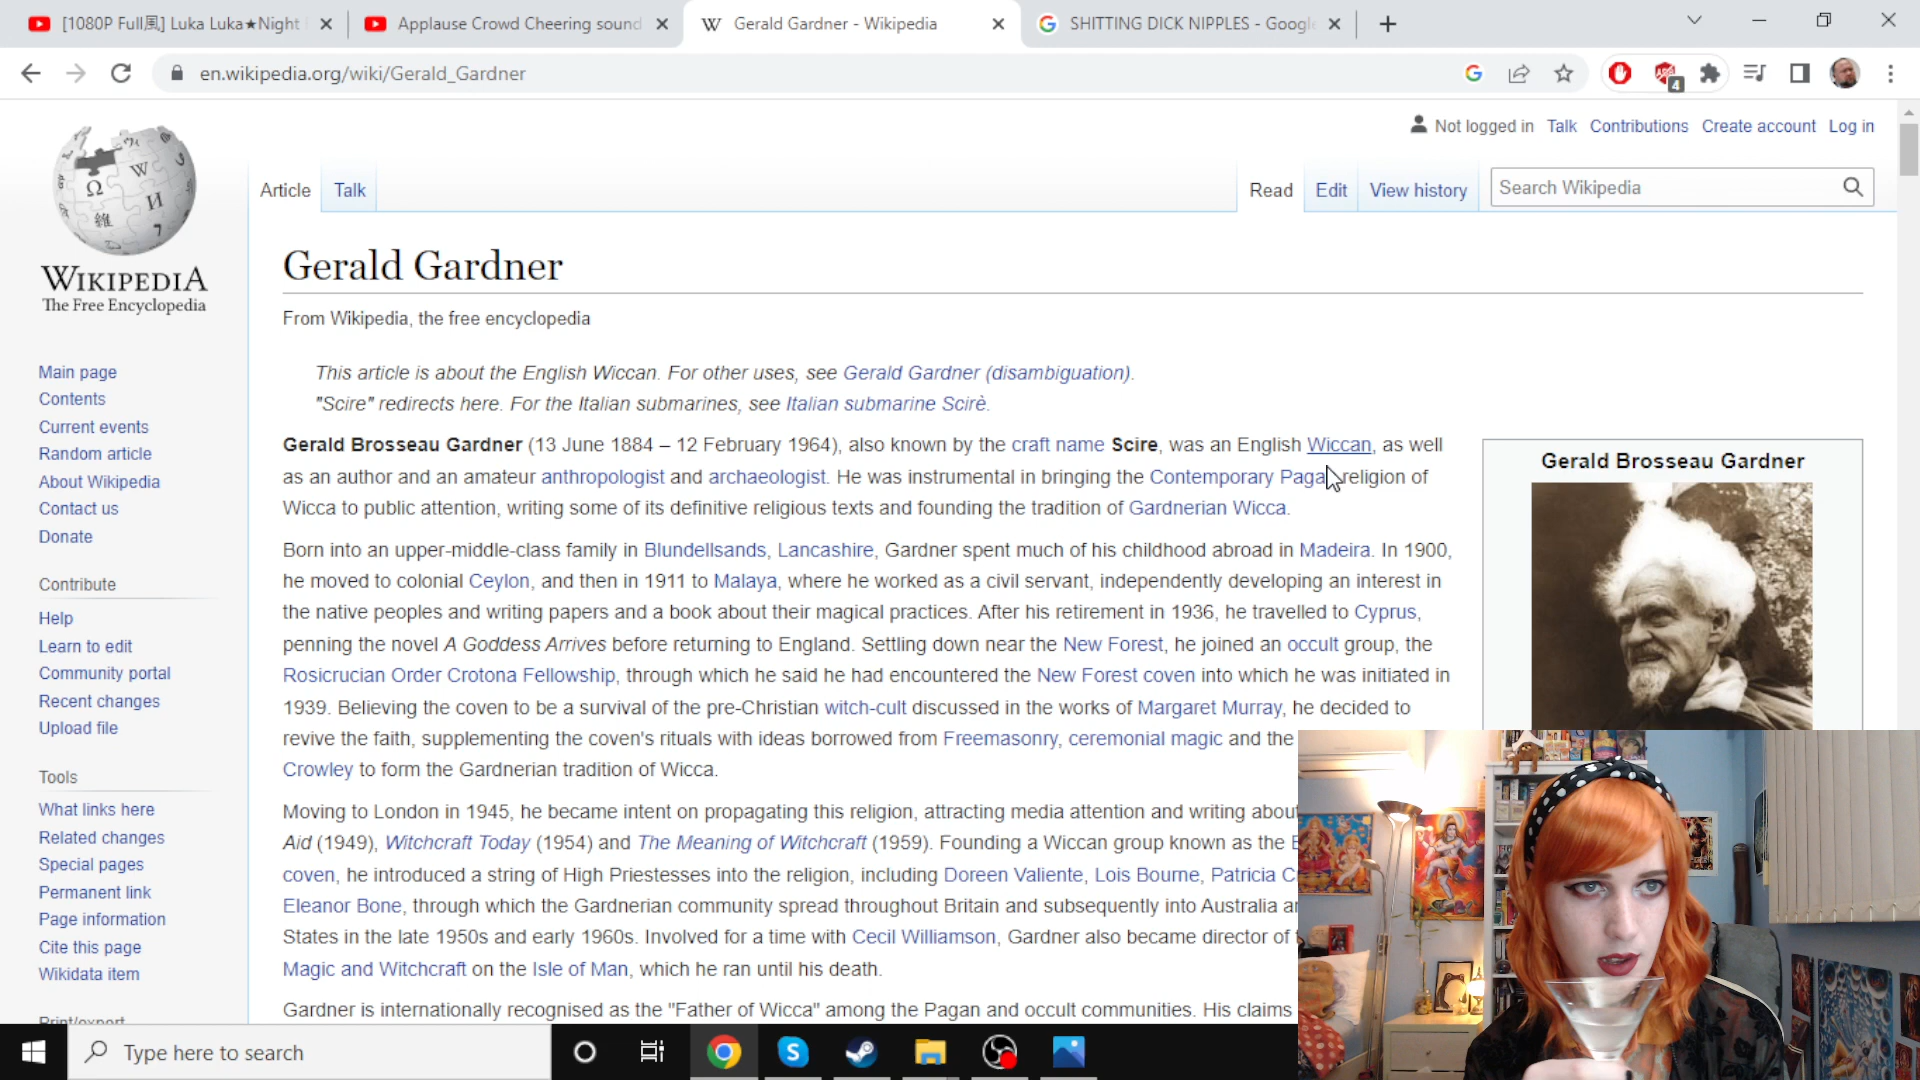 [1080P Full風] Luka Luka★Night
Applause Crowd Cheering sound
Gerald Gardner - Wikipedia
SHITTING DICK NIPPLES - Google
en.wikipedia.org/wiki/Gerald_Gardner
4
Not logged in Talk Contributions Create account Log in
Article Talk Read Edit View history Search Wikipedia
WIKIPEDIA
The Free Encyclopedia
Main page
Contents
Current events
Random article
About Wikipedia
Contact us
Donate
Contribute
Help
Learn to edit
Community portal
Recent changes
Upload file
Tools
What links here
Related changes
Special pages
Permanent link
Page information
Cite this page
Wikidata item
Print/export
Gerald Gardner
From Wikipedia, the free encyclopedia
This article is about the English Wiccan. For other uses, see Gerald Gardner (disambiguation).
"Scire" redirects here. For the Italian submarines, see Italian submarine Scirè.
Gerald Brosseau Gardner (13 June 1884 – 12 February 1964), also known by the craft name Scire, was an English Wiccan, as well
as an author and an amateur anthropologist and archaeologist. He was instrumental in bringing the Contemporary Pagan religion of
Wicca to public attention, writing some of its definitive religious texts and founding the tradition of Gardnerian Wicca.
Born into an upper-middle-class family in Blundellsands, Lancashire, Gardner spent much of his childhood abroad in Madeira. In 1900,
he moved to colonial Ceylon, and then in 1911 to Malaya, where he worked as a civil servant, independently developing an interest in
the native peoples and writing papers and a book about their magical practices. After his retirement in 1936, he travelled to Cyprus,
penning the novel A Goddess Arrives before returning to England. Settling down near the New Forest, he joined an occult group, the
Rosicrucian Order Crotona Fellowship, through which he said he had encountered the New Forest coven into which he was initiated in
1939. Believing the coven to be a survival of the pre-Christian witch-cult discussed in the works of Margaret Murray, he decided to
revive the faith, supplementing the coven's rituals with ideas borrowed from Freemasonry, ceremonial magic and the
Crowley to form the Gardnerian tradition of Wicca.
Moving to London in 1945, he became intent on propagating this religion, attracting media attention and writing about
Aid (1949), Witchcraft Today (1954) and The Meaning of Witchcraft (1959). Founding a Wiccan group known as the
coven, he introduced a string of High Priestesses into the religion, including Doreen Valiente, Lois Bourne, Patricia C
Eleanor Bone, through which the Gardnerian community spread throughout Britain and subsequently into Australia
States in the late 1950s and early 1960s. Involved for a time with Cecil Williamson, Gardner also became director of
Magic and Witchcraft on the Isle of Man, which he ran until his death.
Gardner is internationally recognised as the "Father of Wicca" among the Pagan and occult communities. His claims
Gerald Brosseau Gardner
Type here to search